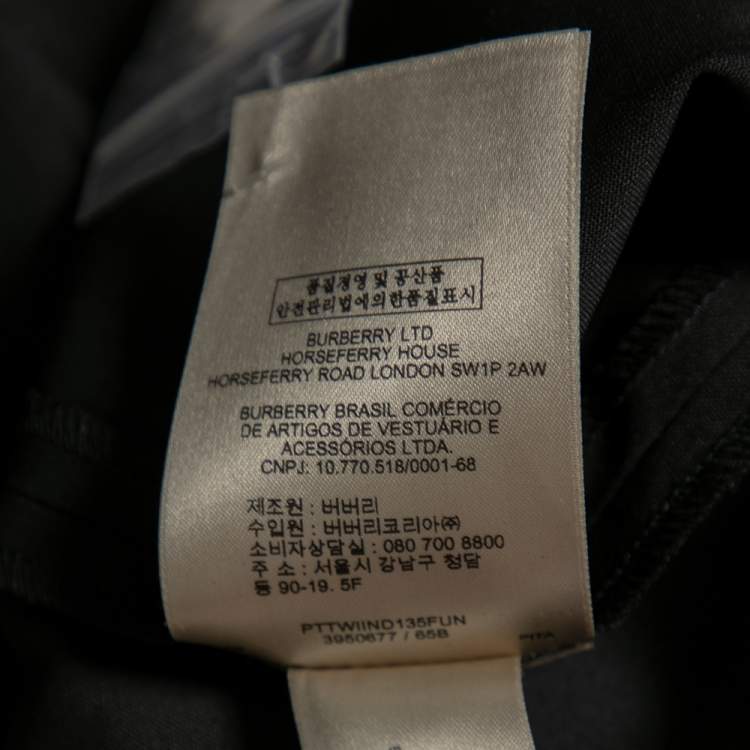 품질경영 및 공산품
안전관리법에의한품질표시
BURBERRY LTD
HORSEFERRY HOUSE
HORSEFERRY ROAD LONDON SW1P 2AW
BURBERRY BRASIL COMÉRCIO
DE ARTIGOS DE VESTUÁRIO E
ACESSÓRIOS LTDA.
CNPJ: 10.770.518/0001-68
제조원 : 버버리
수입원 : 버버리코리아㈜
소비자상담실 : 080 700 8800
주 소 : 서울시 강남구 청담
동 90-19. 5F
PTTWIIND135FUN
3950677 / 65B